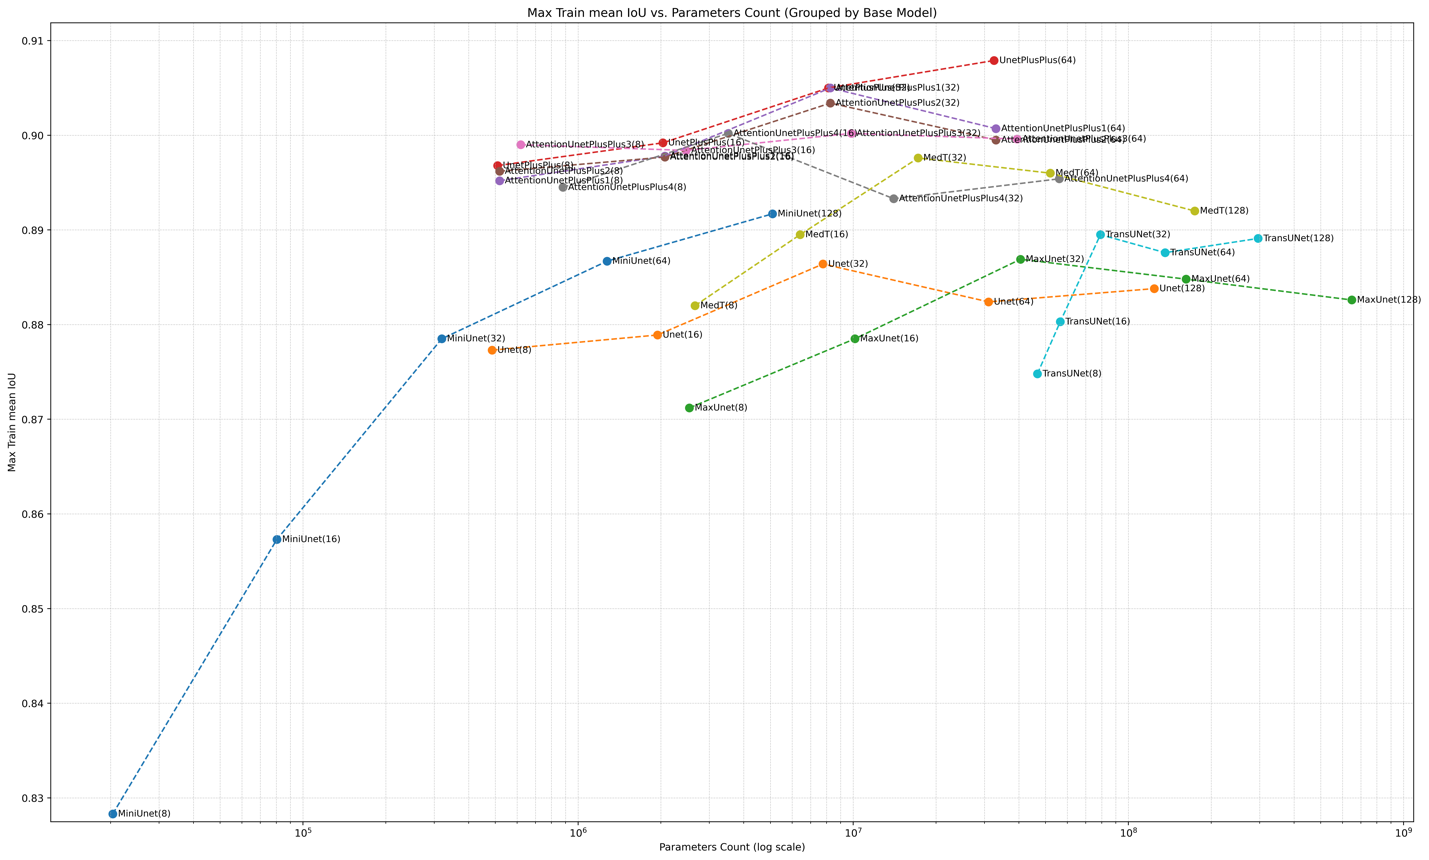 Max Train mean IoU vs. Parameters Count (Grouped by Base Model)
0.91
0.90
0.89
0.88
0.87
0.86
0.85
0.84
0.83
Max Train mean IoU
UnetPlusPlus(64)
AttentionUnetPlusPlus1(32)
AttentionUnetPlusPlus2(32)
AttentionUnetPlusPlus1(64)
AttentionUnetPlusPlus4(16)
AttentionUnetPlusPlus3(32)
AttentionUnetPlusPlus3(8)
UnetPlusPlus(16)
AttentionUnetPlusPlus3(16)
MedT(32)
UnetPlusPlus(8)
AttentionUnetPlusPlus2(8)
AttentionUnetPlusPlus1(8)
AttentionUnetPlusPlus4(8)
MedT(64)
AttentionUnetPlusPlus4(64)
AttentionUnetPlusPlus4(32)
MiniUnet(128)
MedT(128)
MedT(16)
TransUNet(32)
TransUNet(128)
TransUNet(64)
MiniUnet(64)
Unet(32)
MaxUnet(32)
MaxUnet(64)
Unet(128)
MedT(8)
Unet(64)
MaxUnet(128)
TransUNet(16)
Unet(16)
MiniUnet(32)
MaxUnet(16)
Unet(8)
TransUNet(8)
MaxUnet(8)
MiniUnet(16)
MiniUnet(8)
10⁵
10⁶
10⁷
10⁸
10⁹
Parameters Count (log scale)